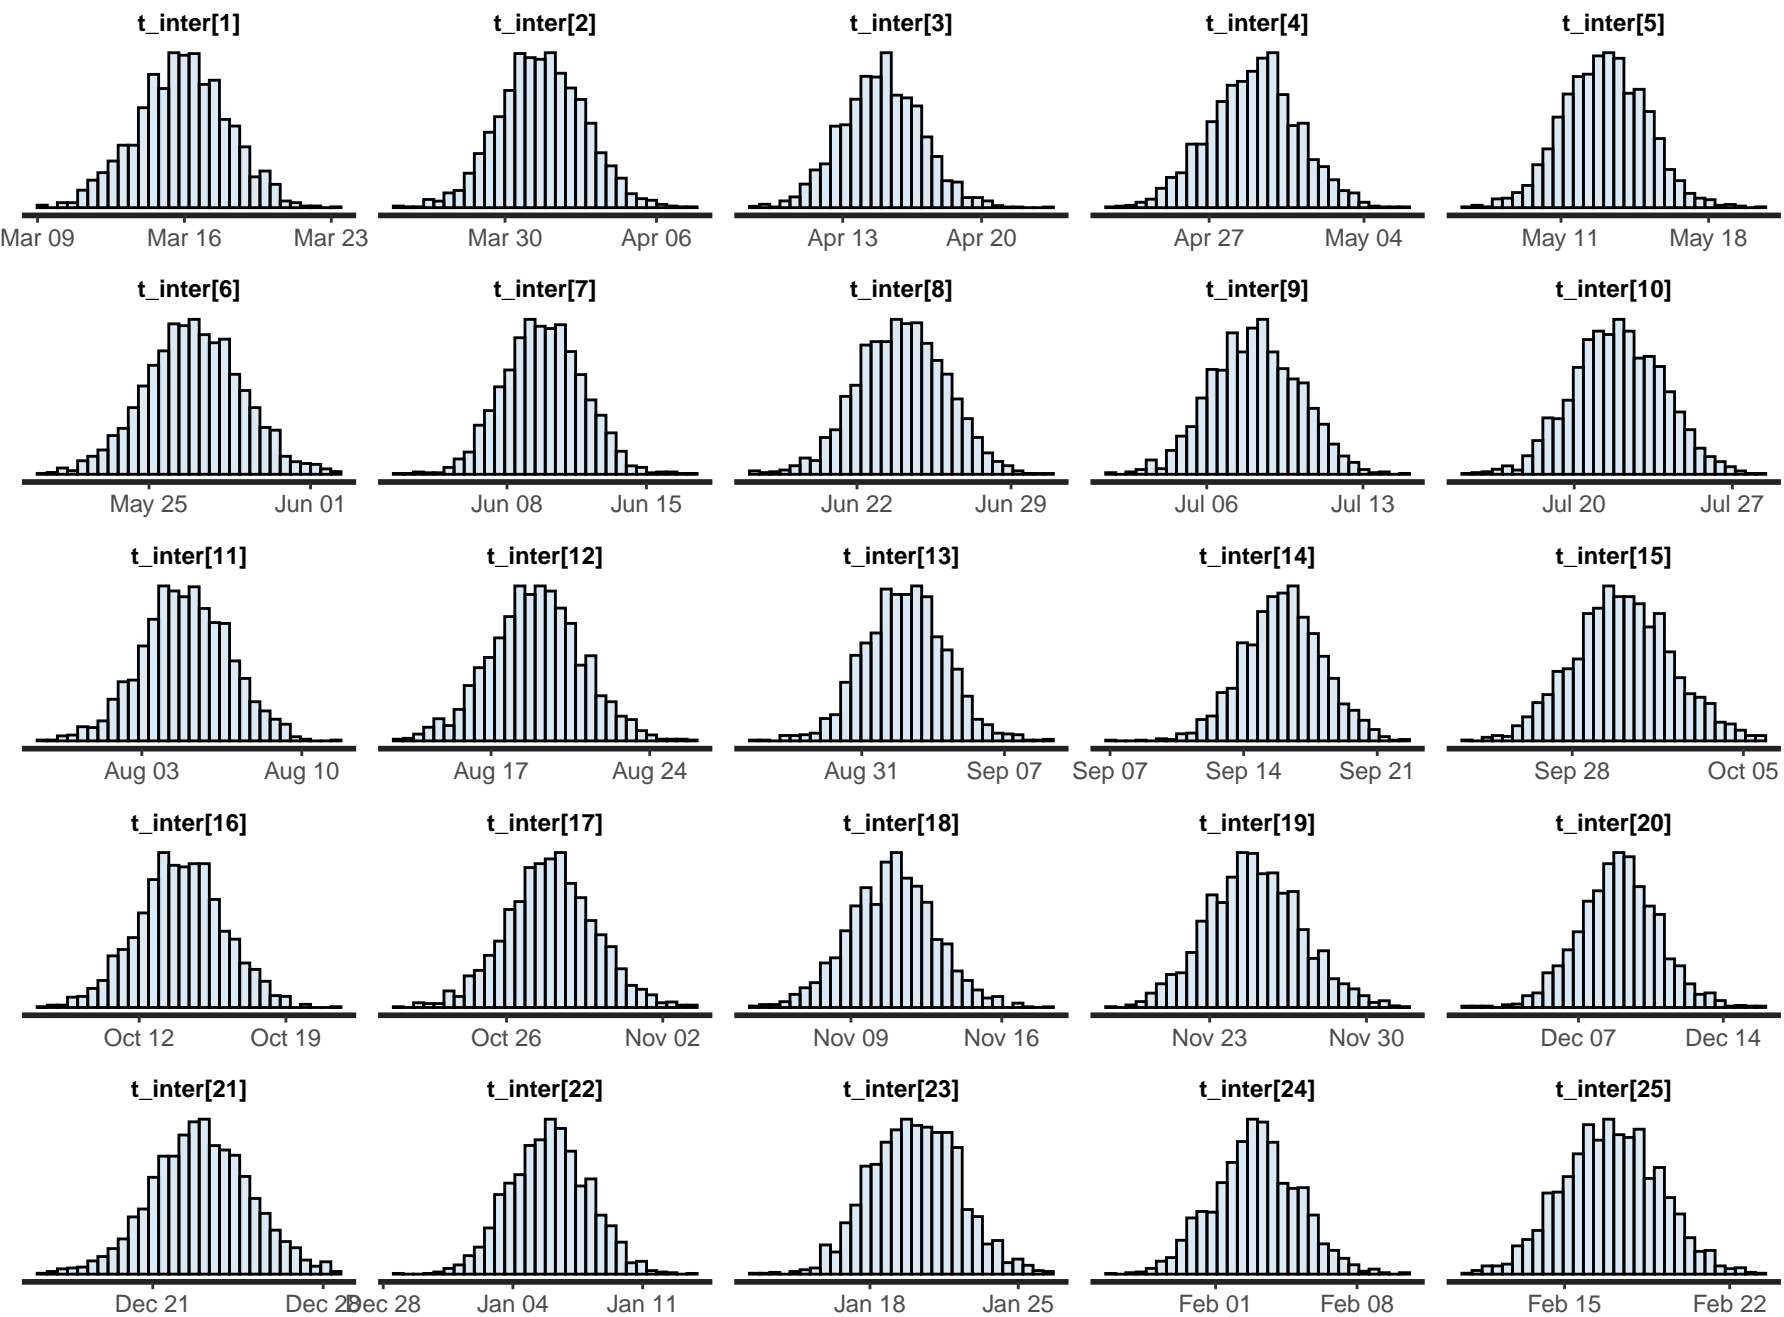 t_inter[1] t_inter[2] t_inter[3] t_inter[4] t_inter[5]
Mar 09 Mar 16 Mar 23 Mar 30 Apr 06 Apr 13 Apr 20 Apr 27 May 04 May 11 May 18
t_inter[6] t_inter[7] t_inter[8] t_inter[9] t_inter[10]
May 25 Jun 01 Jun 08 Jun 15 Jun 22 Jun 29 Jul 06 Jul 13 Jul 20 Jul 27
t_inter[11] t_inter[12] t_inter[13] t_inter[14] t_inter[15]
Aug 03 Aug 10 Aug 17 Aug 24 Aug 31 Sep 07 Sep 07 Sep 14 Sep 21 Sep 28 Oct 05
t_inter[16] t_inter[17] t_inter[18] t_inter[19] t_inter[20]
Oct 12 Oct 19 Oct 26 Nov 02 Nov 09 Nov 16 Nov 23 Nov 30 Dec 07 Dec 14
t_inter[21] t_inter[22] t_inter[23] t_inter[24] t_inter[25]
Dec 21 Dec 28 Dec 28 Jan 04 Jan 11 Jan 18 Jan 25 Feb 01 Feb 08 Feb 15 Feb 22